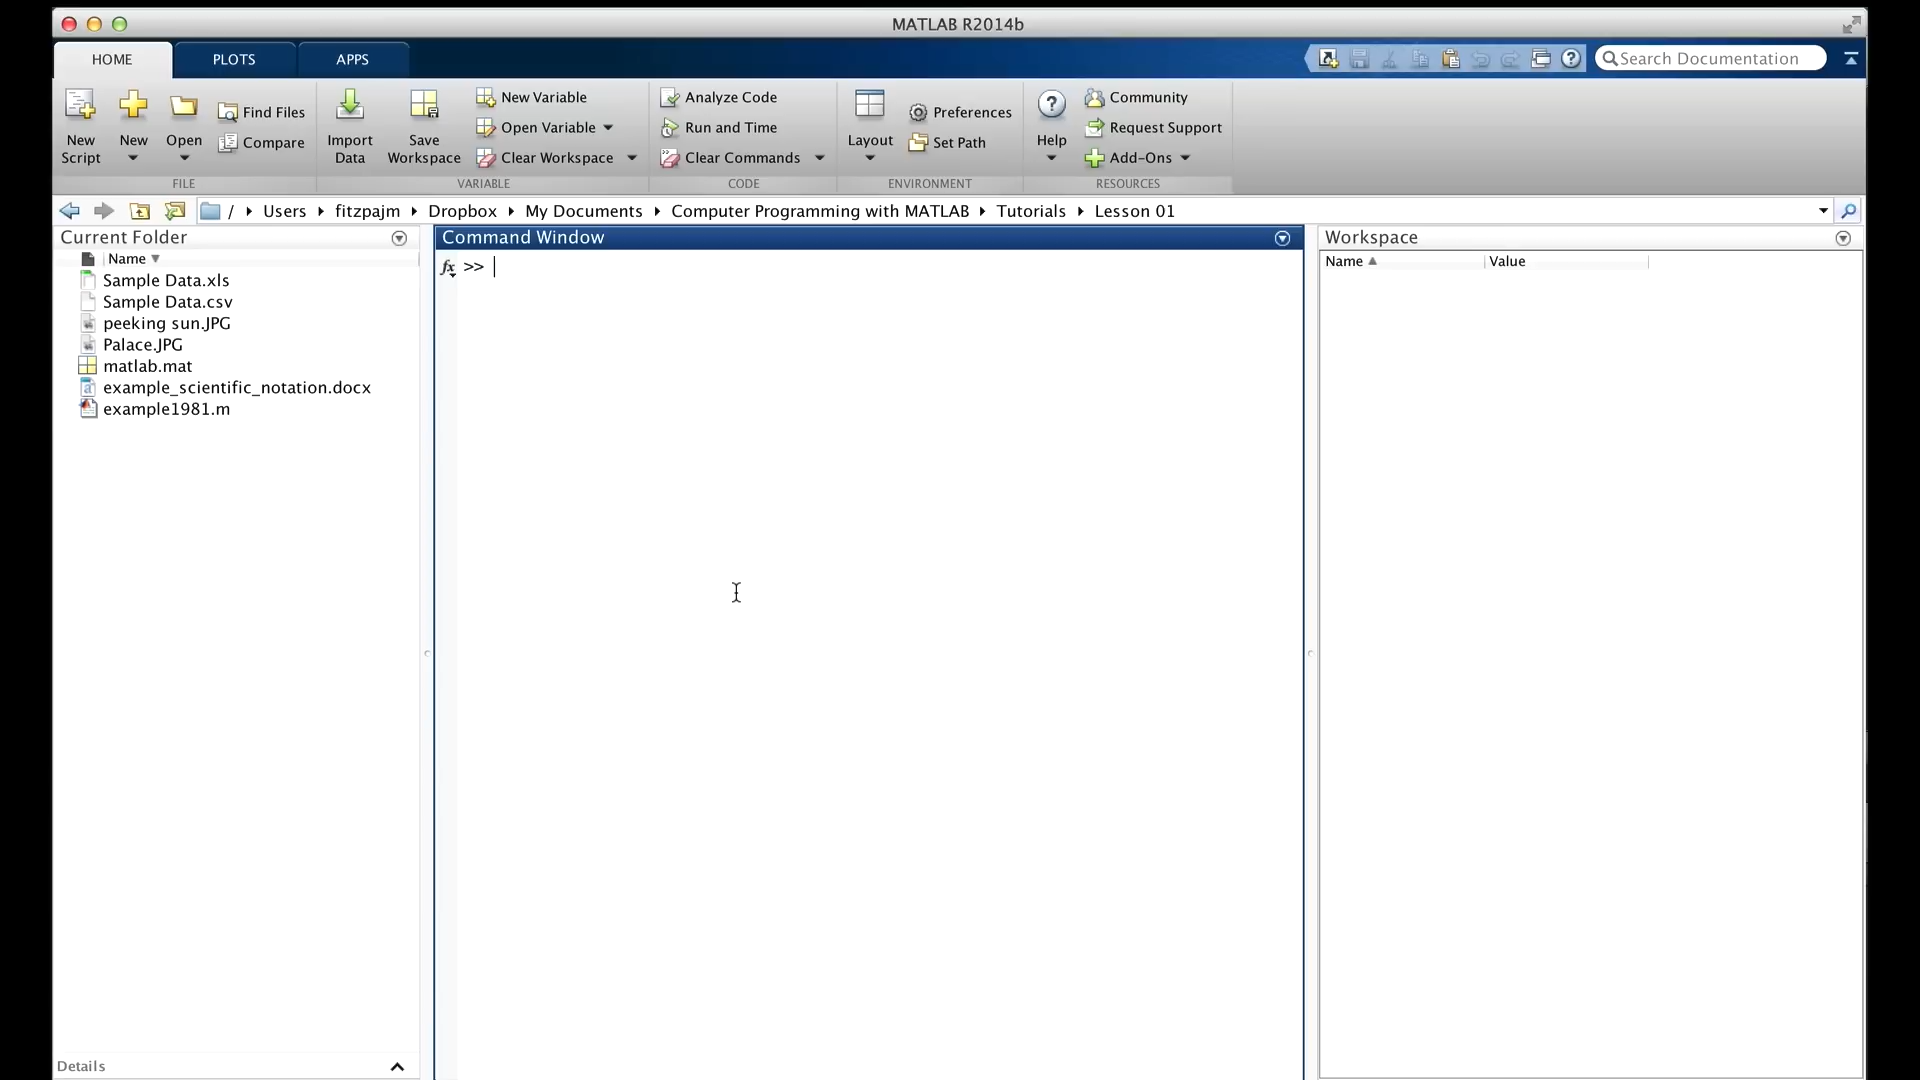 MATLAB R2014b
HOME PLOTS APPS
Search Documentation
New Script
New
Open
Find Files
Compare
FILE
Import Data
Save Workspace
New Variable
Open Variable
Clear Workspace
VARIABLE
Analyze Code
Run and Time
Clear Commands
CODE
Layout
Preferences
Set Path
ENVIRONMENT
? Help
Community
Request Support
Add-Ons
RESOURCES
/ Users fitzpajm Dropbox My Documents Computer Programming with MATLAB Tutorials Lesson 01
Current Folder
Name
Sample Data.xls
Sample Data.csv
peeking sun.JPG
Palace.JPG
matlab.mat
example_scientific_notation.docx
example1981.m
Details
Command Window
fx >>
Workspace
Name Value